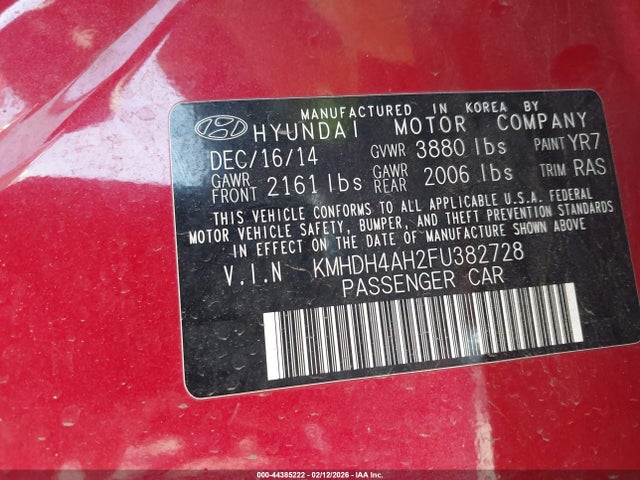 MANUFACTURED IN KOREA BY
HYUNDAI MOTOR COMPANY
DEC/16/14 GVWR 3880 lbs PAINT YR7
GAWR FRONT 2161 lbs GAWR REAR 2006 lbs TRIM RAS
THIS VEHICLE CONFORMS TO ALL APPLICABLE U.S.A. FEDERAL
MOTOR VEHICLE SAFETY, BUMPER, AND THEFT PREVENTION STANDARDS
IN EFFECT ON THE DATE OF MANUFACTURE SHOWN ABOVE
V.I.N KMHDH4AH2FU382728
PASSENGER CAR
000-44385222 - 02/12/2026 - IAA Inc.